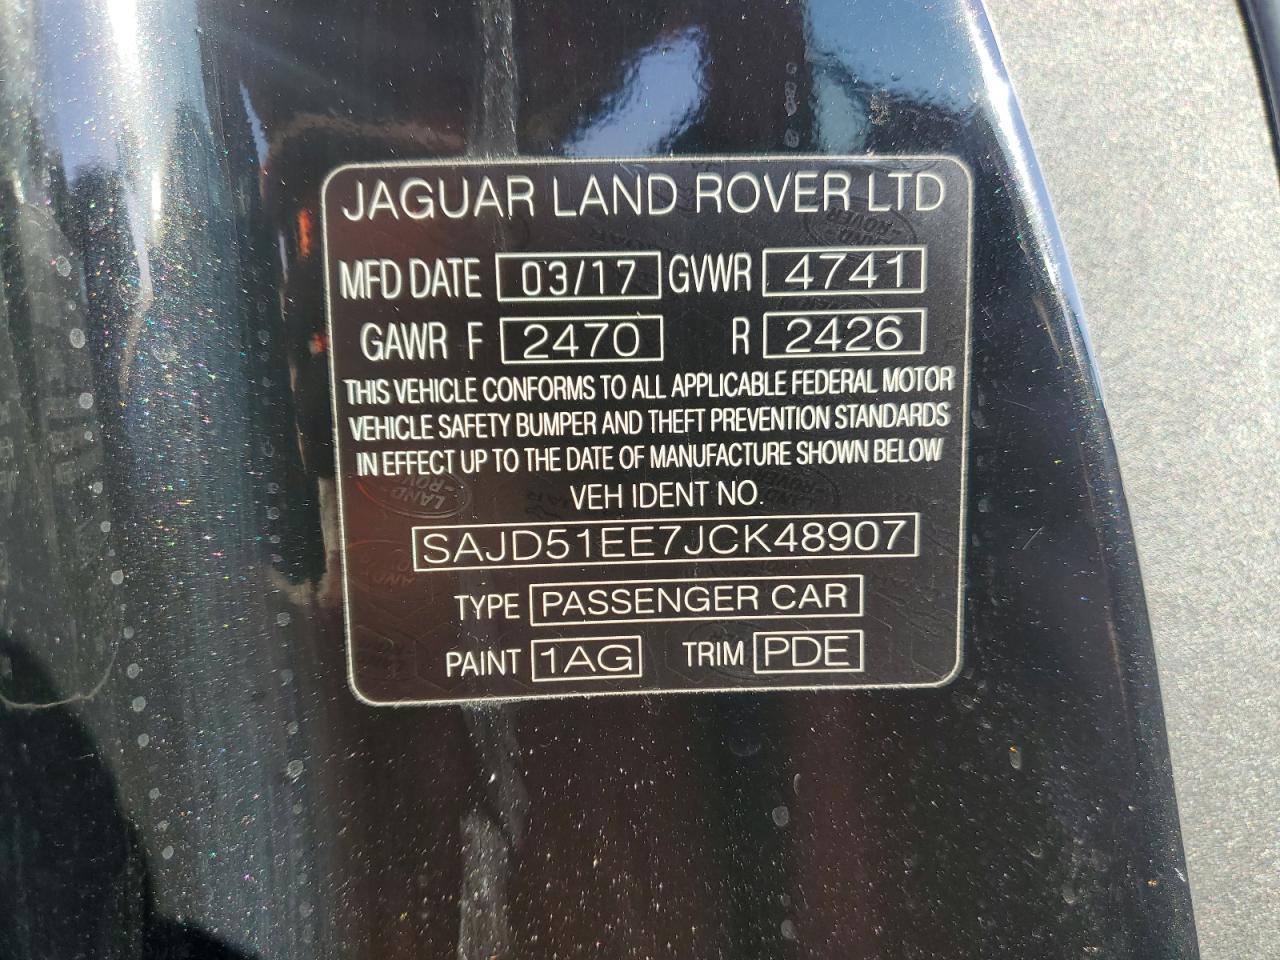 JAGUAR LAND ROVER LTD
MFD DATE 03/17 GVWR 4741
GAWR F 2470 R 2426
THIS VEHICLE CONFORMS TO ALL APPLICABLE FEDERAL MOTOR
VEHICLE SAFETY BUMPER AND THEFT PREVENTION STANDARDS
IN EFFECT UP TO THE DATE OF MANUFACTURE SHOWN BELOW
VEH IDENT NO.
SAJD51EE7JCK48907
TYPE PASSENGER CAR
PAINT 1AG TRIM PDE